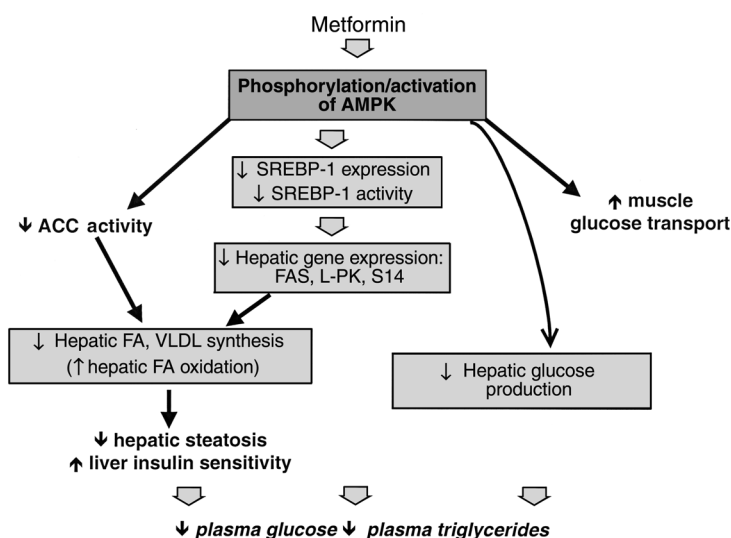 Metformin
Phosphorylation/activation
of AMPK
↓ SREBP-1 expression
↓ SREBP-1 activity
↑ muscle
glucose transport
↓ ACC activity
↓ Hepatic gene expression:
FAS, L-PK, S14
↓ Hepatic FA, VLDL synthesis
(↑hepatic FA oxidation)
↓ Hepatic glucose
production
↓ hepatic steatosis
↑ liver insulin sensitivity
↓ plasma glucose ↓ plasma triglycerides